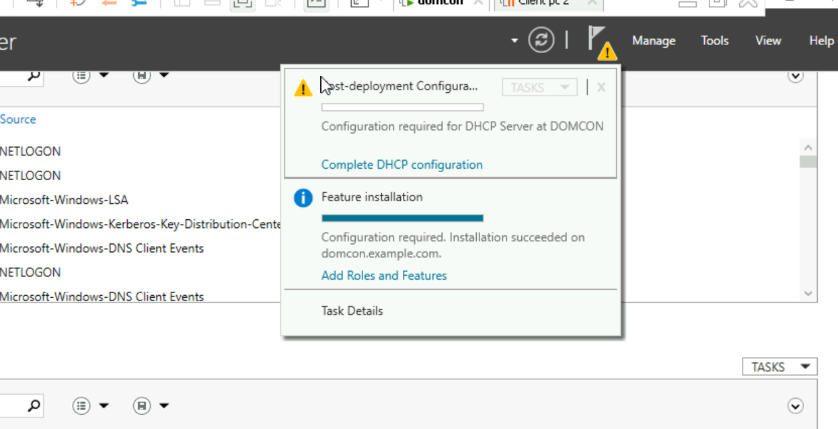 domcon
Client pc 2
er
Manage Tools View Help
Post-deployment Configura...
TASKS
X
Configuration required for DHCP Server at DOMCON
Complete DHCP configuration
Feature installation
Configuration required. Installation succeeded on
domcon.example.com.
Add Roles and Features
Task Details
Source
NETLOGON
NETLOGON
Microsoft-Windows-LSA
Microsoft-Windows-Kerberos-Key-Distribution-Cente
Microsoft-Windows-DNS Client Events
NETLOGON
Microsoft-Windows-DNS Client Events
TASKS